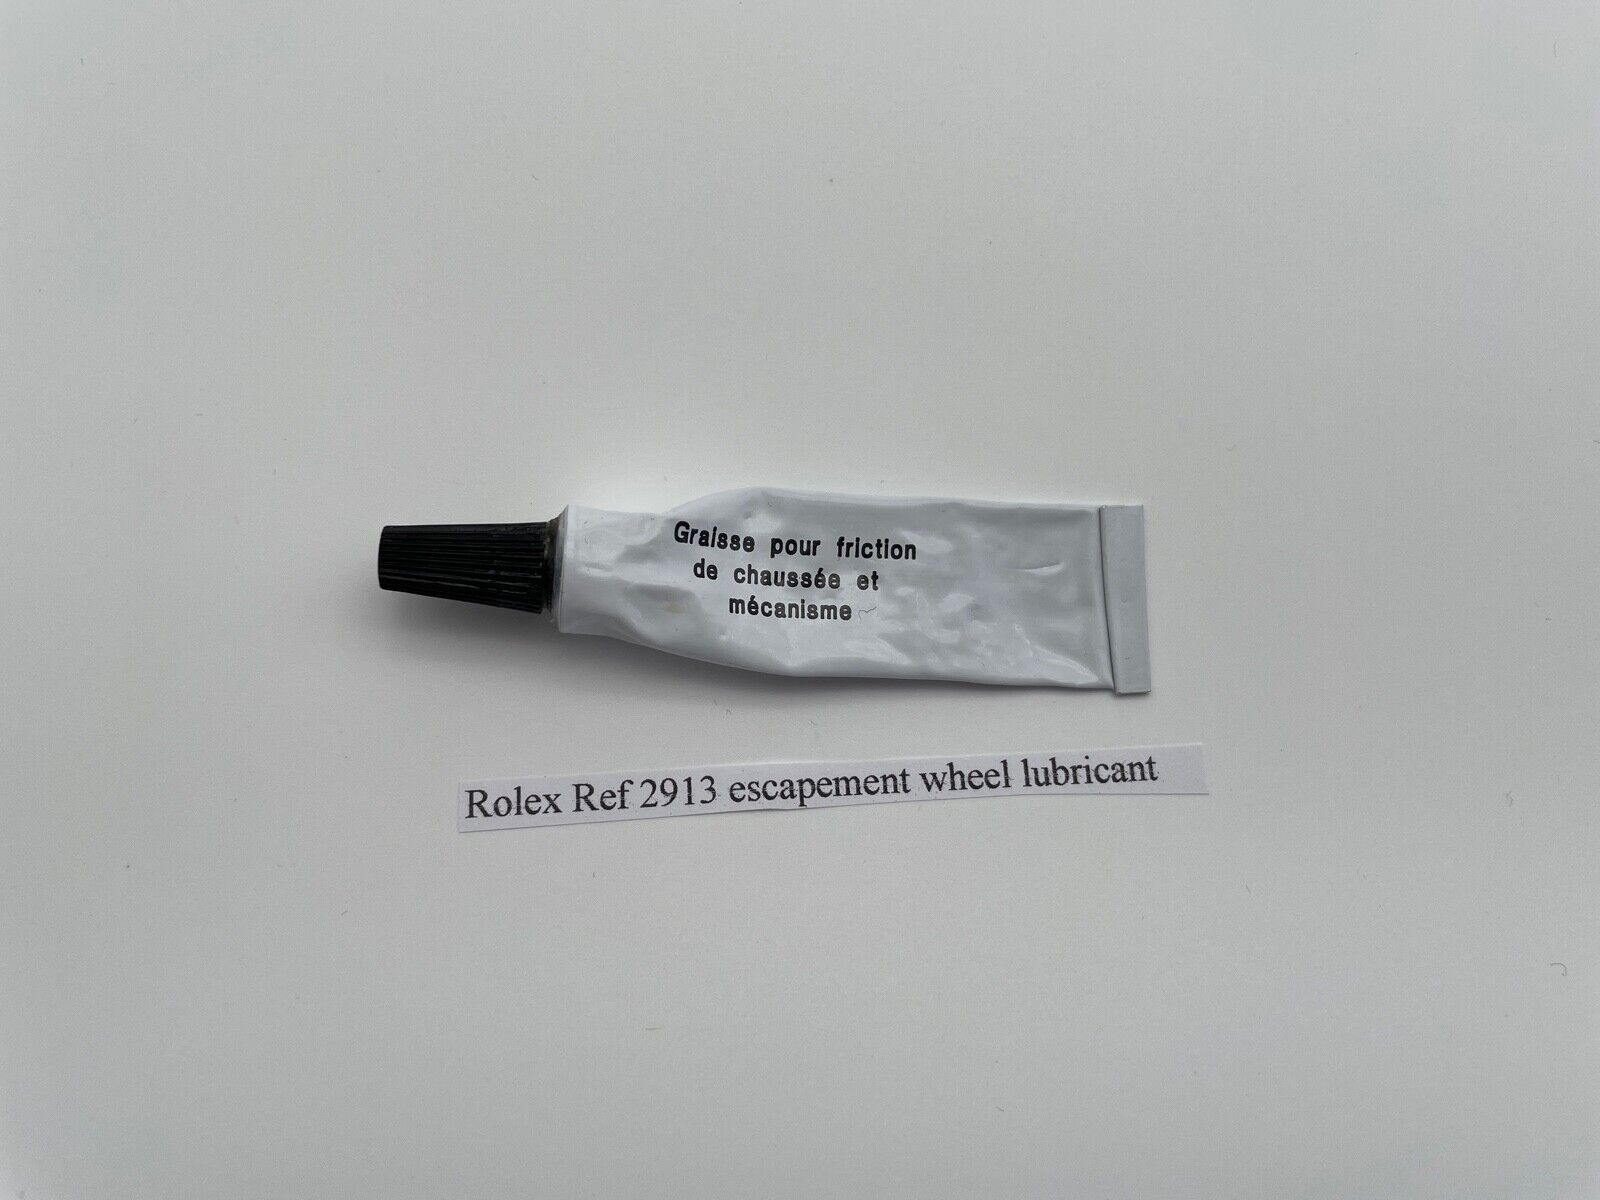 Graisse pour friction
de chaussée et
mécanisme
Rolex Ref 2913 escapement wheel lubricant